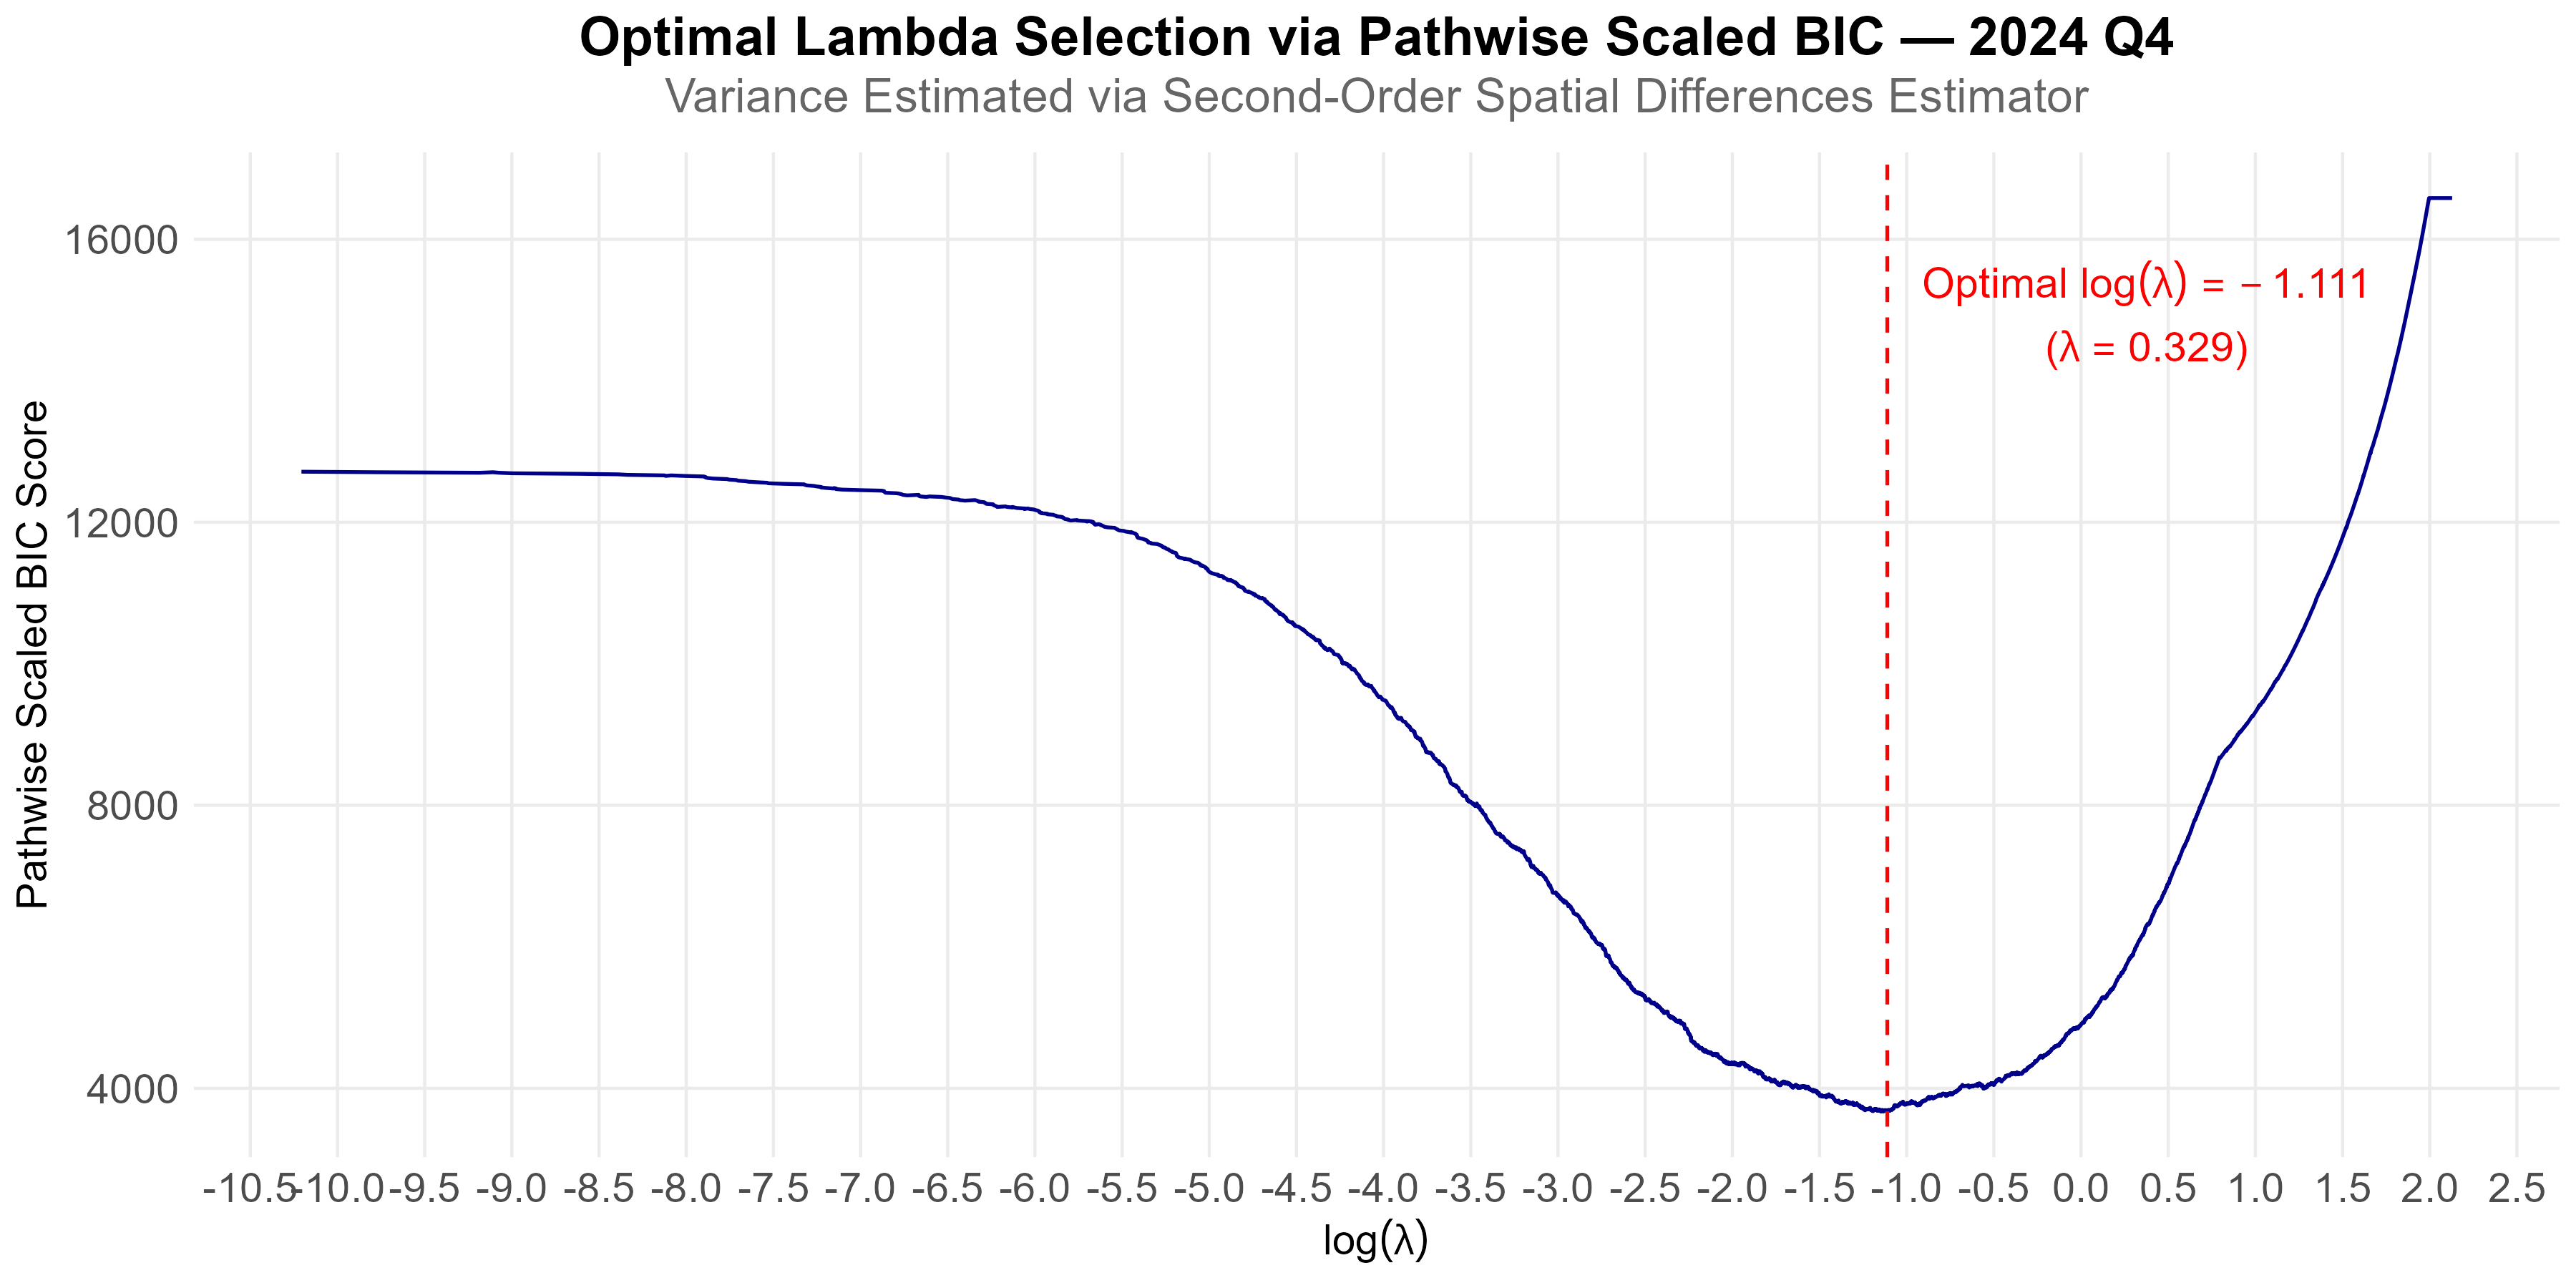 Optimal Lambda Selection via Pathwise Scaled BIC — 2024 Q4
Variance Estimated via Second-Order Spatial Differences Estimator
Pathwise Scaled BIC Score
16000
12000
8000
4000
Optimal log(λ) = − 1.111
(λ = 0.329)
-10.5 -10.0 -9.5 -9.0 -8.5 -8.0 -7.5 -7.0 -6.5 -6.0 -5.5 -5.0 -4.5 -4.0 -3.5 -3.0 -2.5 -2.0 -1.5 -1.0 -0.5 0.0 0.5 1.0 1.5 2.0 2.5
log(λ)